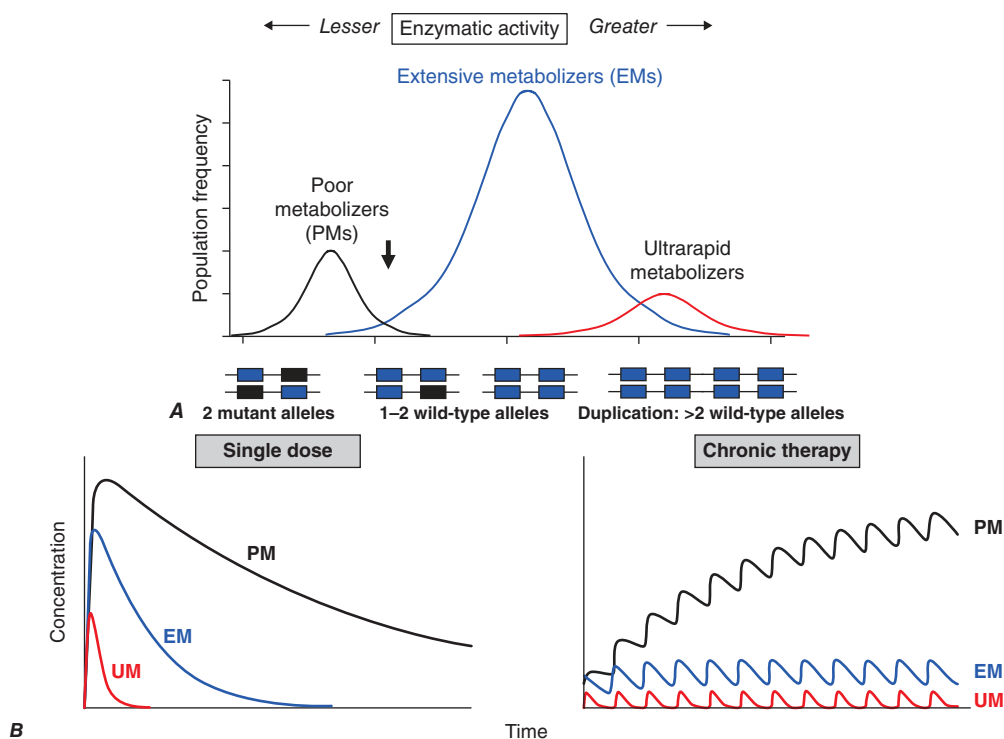 Lesser Enzymatic activity Greater
Extensive metabolizers (EMs)
Population frequency
Poor
metabolizers
(PMs)
Ultrarapid
metabolizers
A 2 mutant alleles 1–2 wild-type alleles Duplication: >2 wild-type alleles
Single dose
Chronic therapy
Concentration
PM
EM
UM
PM
EM
UM
B Time